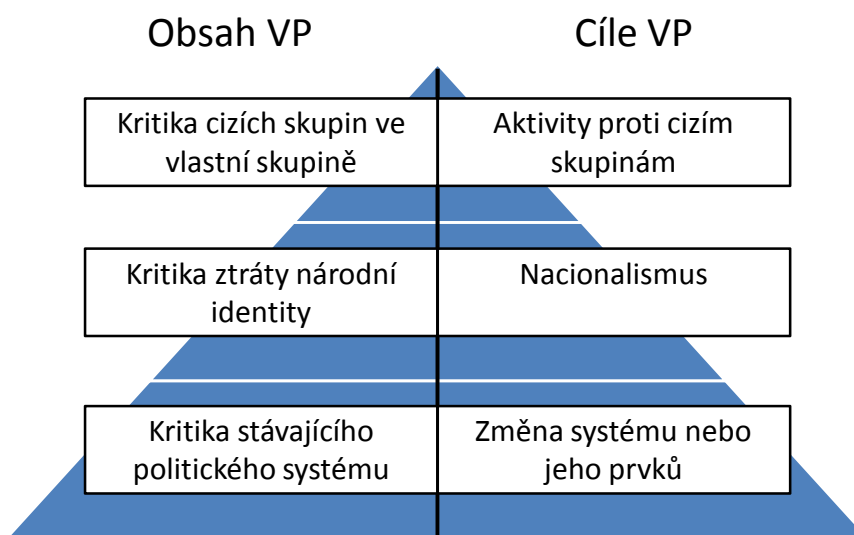 Obsah VP
Cíle VP
Kritika cizích skupin ve
vlastní skupině
Aktivity proti cizím
skupinám
Kritika ztráty národní
identity
Nacionalismus
Kritika stávajícího
politického systému
Změna systému nebo
jeho prvků